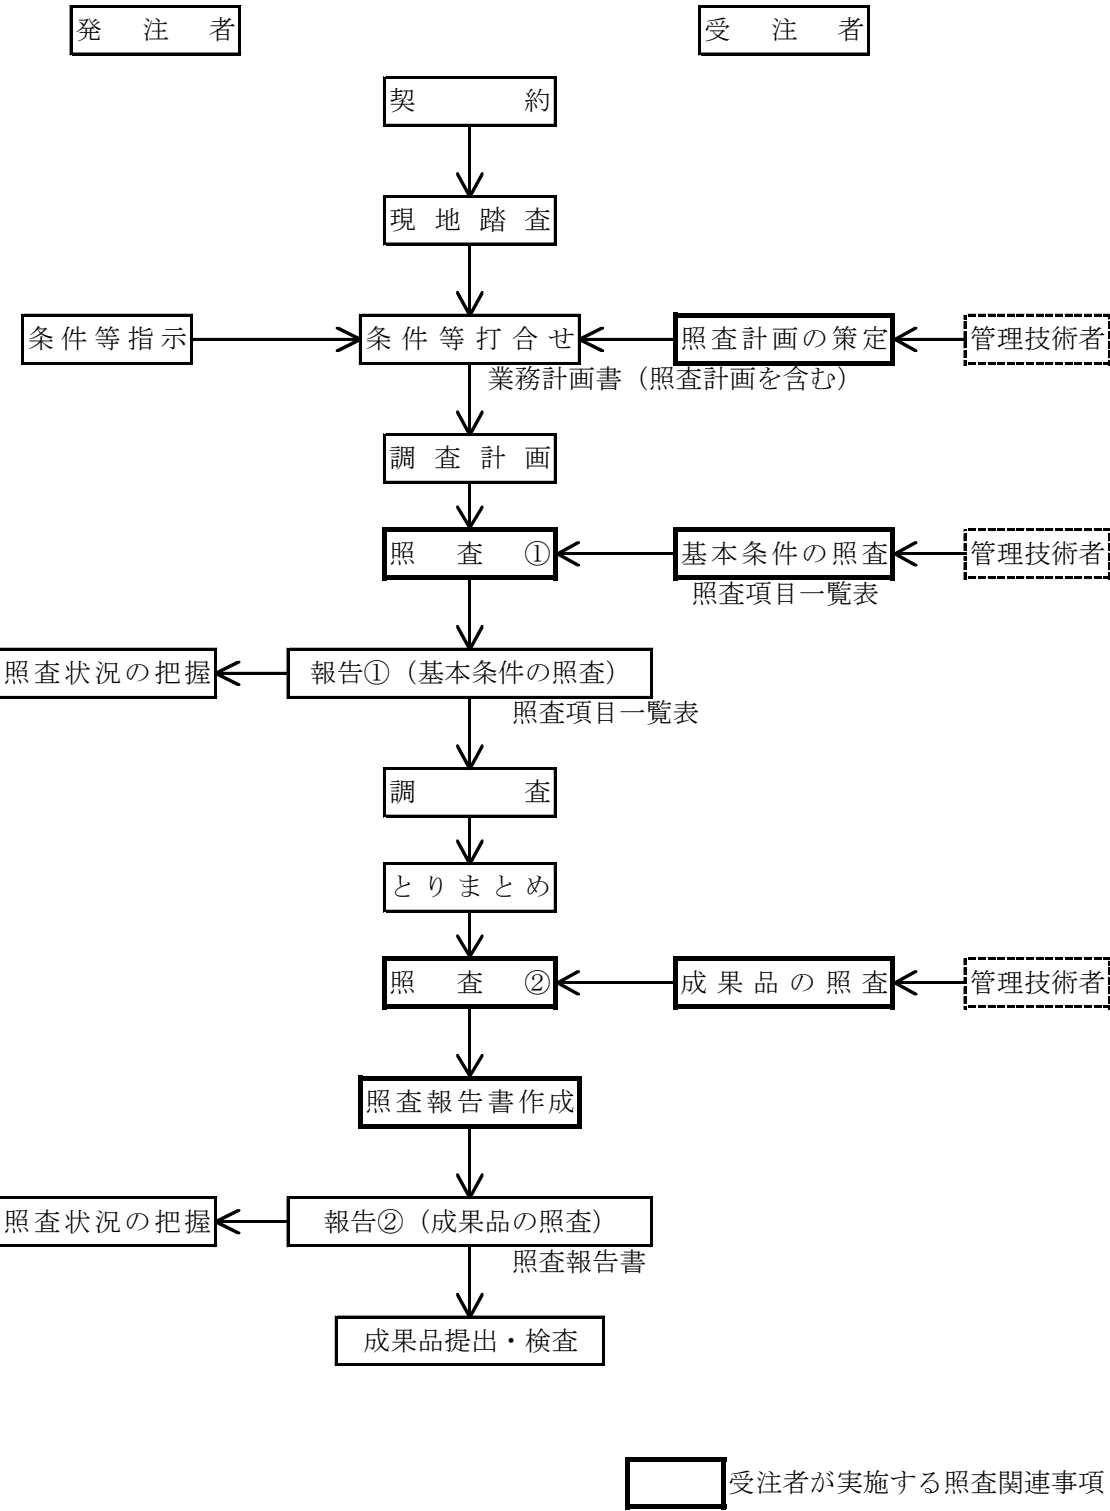 発注者
受注者
契約
現地踏査
条件等指示
条件等打合せ
照査計画の策定
管理技術者
業務計画書（照査計画を含む）
調査計画
照査①
基本条件の照査
管理技術者
照査項目一覧表
照査状況の把握
報告①（基本条件の照査）
照査項目一覧表
調査
とりまとめ
照査②
成果品の照査
管理技術者
照査報告書作成
照査状況の把握
報告②（成果品の照査）
照査報告書
成果品提出・検査
受注者が実施する照査関連事項